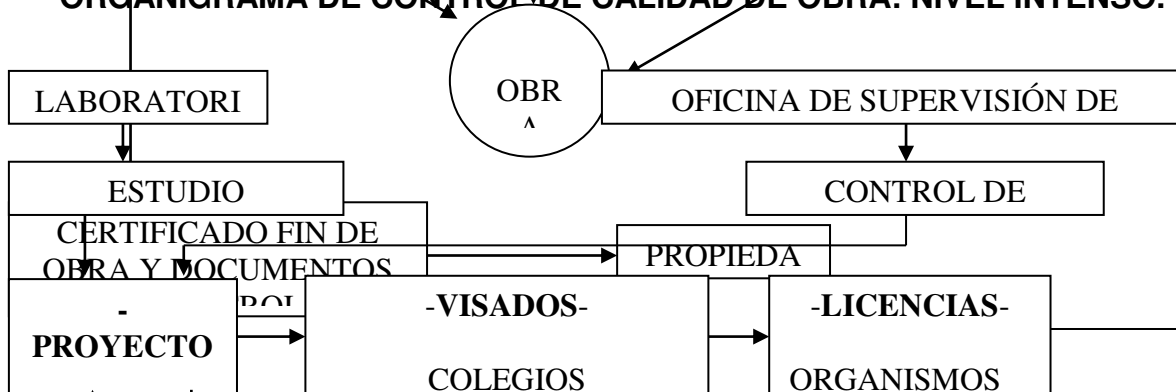 ORGANIGRAMA DE CONTROL DE CALIDAD DE OBRA. NIVEL INTENSO.
LABORATORI
OBR
A
OFICINA DE SUPERVISIÓN DE
ESTUDIO
CONTROL DE
CERTIFICADO FIN DE
OBRA Y DOCUMENTOS
PROPIEDA
-
PROYECTO
-VISADOS-
COLEGIOS
-LICENCIAS-
ORGANISMOS